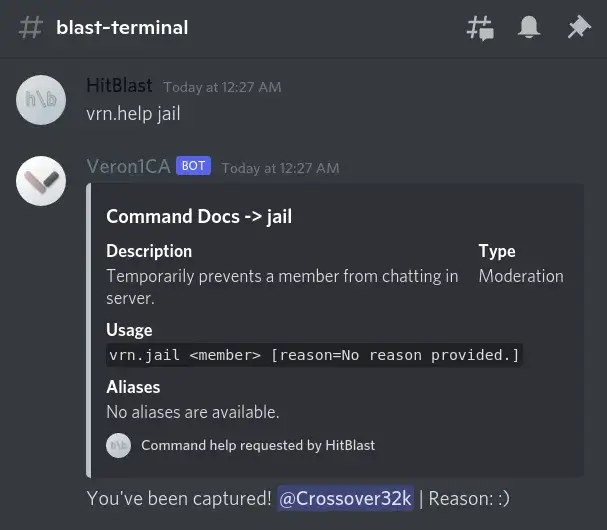 # blast-terminal
h\b HitBlast Today at 12:27 AM
vrn.help jail
Veron1CA BOT Today at 12:27 AM
Command Docs -> jail
Description Type
Temporarily prevents a member from chatting in Moderation
server.
Usage
vrn.jail <member> [reason=No reason provided.]
Aliases
No aliases are available.
h\b Command help requested by HitBlast
You've been captured! @Crossover32k | Reason: :)